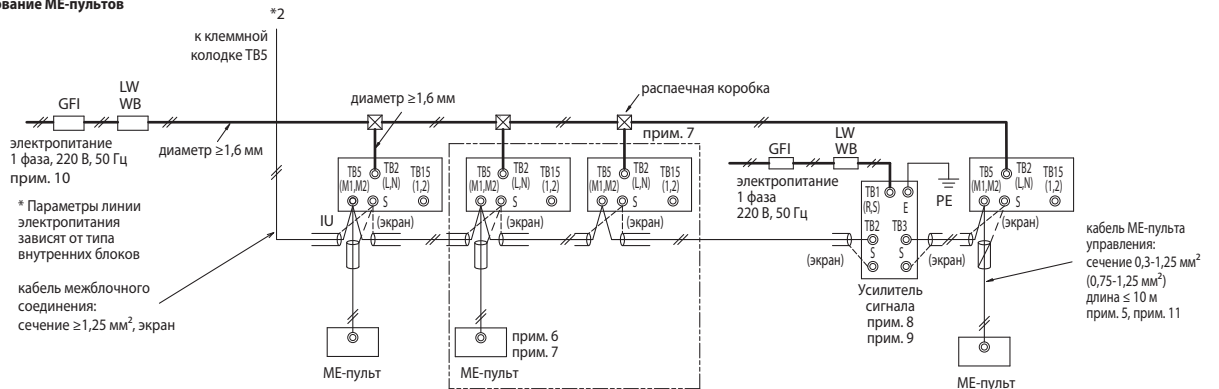 ование МЕ-пультов
*2
к клеммной
колодке TB5
GFI
LW
WB
электропитание
1 фаза, 220 В, 50 Гц
прим. 10
диаметр ≥1,6 мм
диаметр ≥1,6 мм
распаечная коробка
прим. 7
* Параметры линии
электропитания
зависят от типа
внутренних блоков
кабель межблочного
соединения:
сечение ≥1,25 мм², экран
TB5
(M1,M2)
TB2
(L,N)
TB15
(1,2)
S
IU
(экран)
МЕ-пульт
TB5
(M1,M2)
TB2
(L,N)
TB15
(1,2)
S
(экран)
прим. 6
прим. 7
МЕ-пульт
TB5
(M1,M2)
TB2
(L,N)
TB15
(1,2)
S
(экран)
GFI
LW
WB
электропитание
1 фаза
220 В, 50 Гц
TB1
(R,S)
E
PE
TB2
TB3
S
S
(экран)
(экран)
Усилитель
сигнала
прим. 8
прим. 9
TB5
(M1,M2)
TB2
(L,N)
TB15
(1,2)
S
(экран)
МЕ-пульт
кабель МЕ-пульта
управления:
сечение 0,3-1,25 мм²
(0,75-1,25 мм²)
длина ≤ 10 м
прим. 5, прим. 11